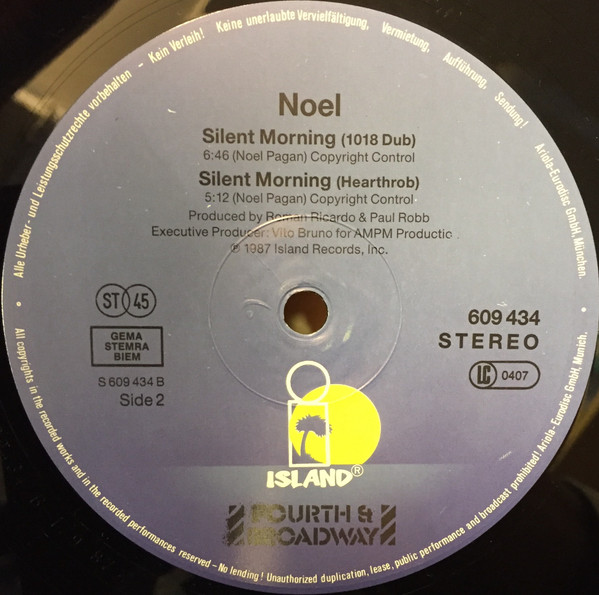 Alle Urheber- und Leistungsschutzrechte vorbehalten - Kein Verleih! Keine unerlaubte Vervielfältigung, Vermietung, Aufführung, Sendung! Ariola-Eurodisc GmbH, München.
Noel
Silent Morning (1018 Dub)
6:46 (Noel Pagan) Copyright Control
Silent Morning (Hearthrob)
5:12 (Noel Pagan) Copyright Control
Produced by Roman Ricardo & Paul Robb
Executive Producer: Vito Bruno for AMPM Productio
℗ 1987 Island Records, Inc.
ST 45
GEMA
STEMRA
BIEM
S 609 434 B
Side 2
609 434
STEREO
LC 0407
ISLAND®
FOURTH &
BROADWAY
All copyrights in the recorded works and in the recorded performances reserved – No lending! Unauthorized duplication, lease, public performance and broadcast prohibited! Ariola-Eurodisc GmbH, Munich.